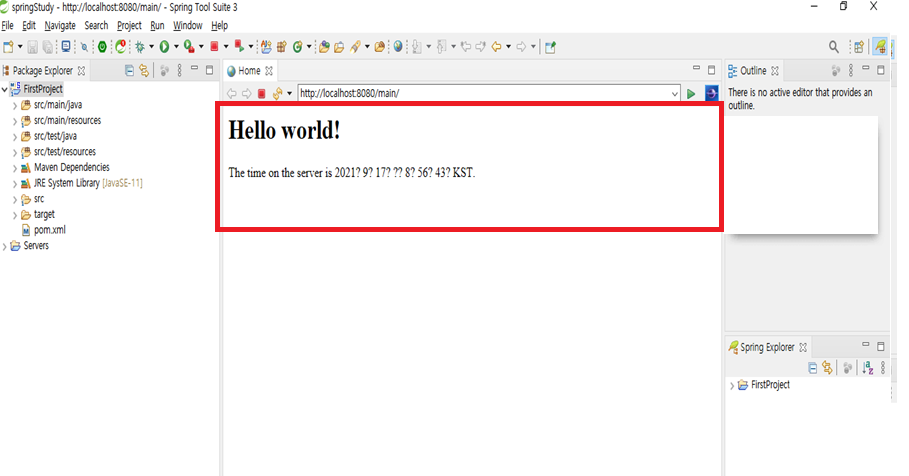 springStudy - http://localhost:8080/main/ - Spring Tool Suite 3
File Edit Navigate Search Project Run Window Help
Package Explorer
FirstProject
src/main/java
src/main/resources
src/test/java
src/test/resources
Maven Dependencies
JRE System Library [JavaSE-11]
src
target
pom.xml
Servers
Home
http://localhost:8080/main/
Hello world!
The time on the server is 2021? 9? 17? ?? 8? 56? 43? KST.
Outline
There is no active editor that provides an
outline.
Spring Explorer
FirstProject